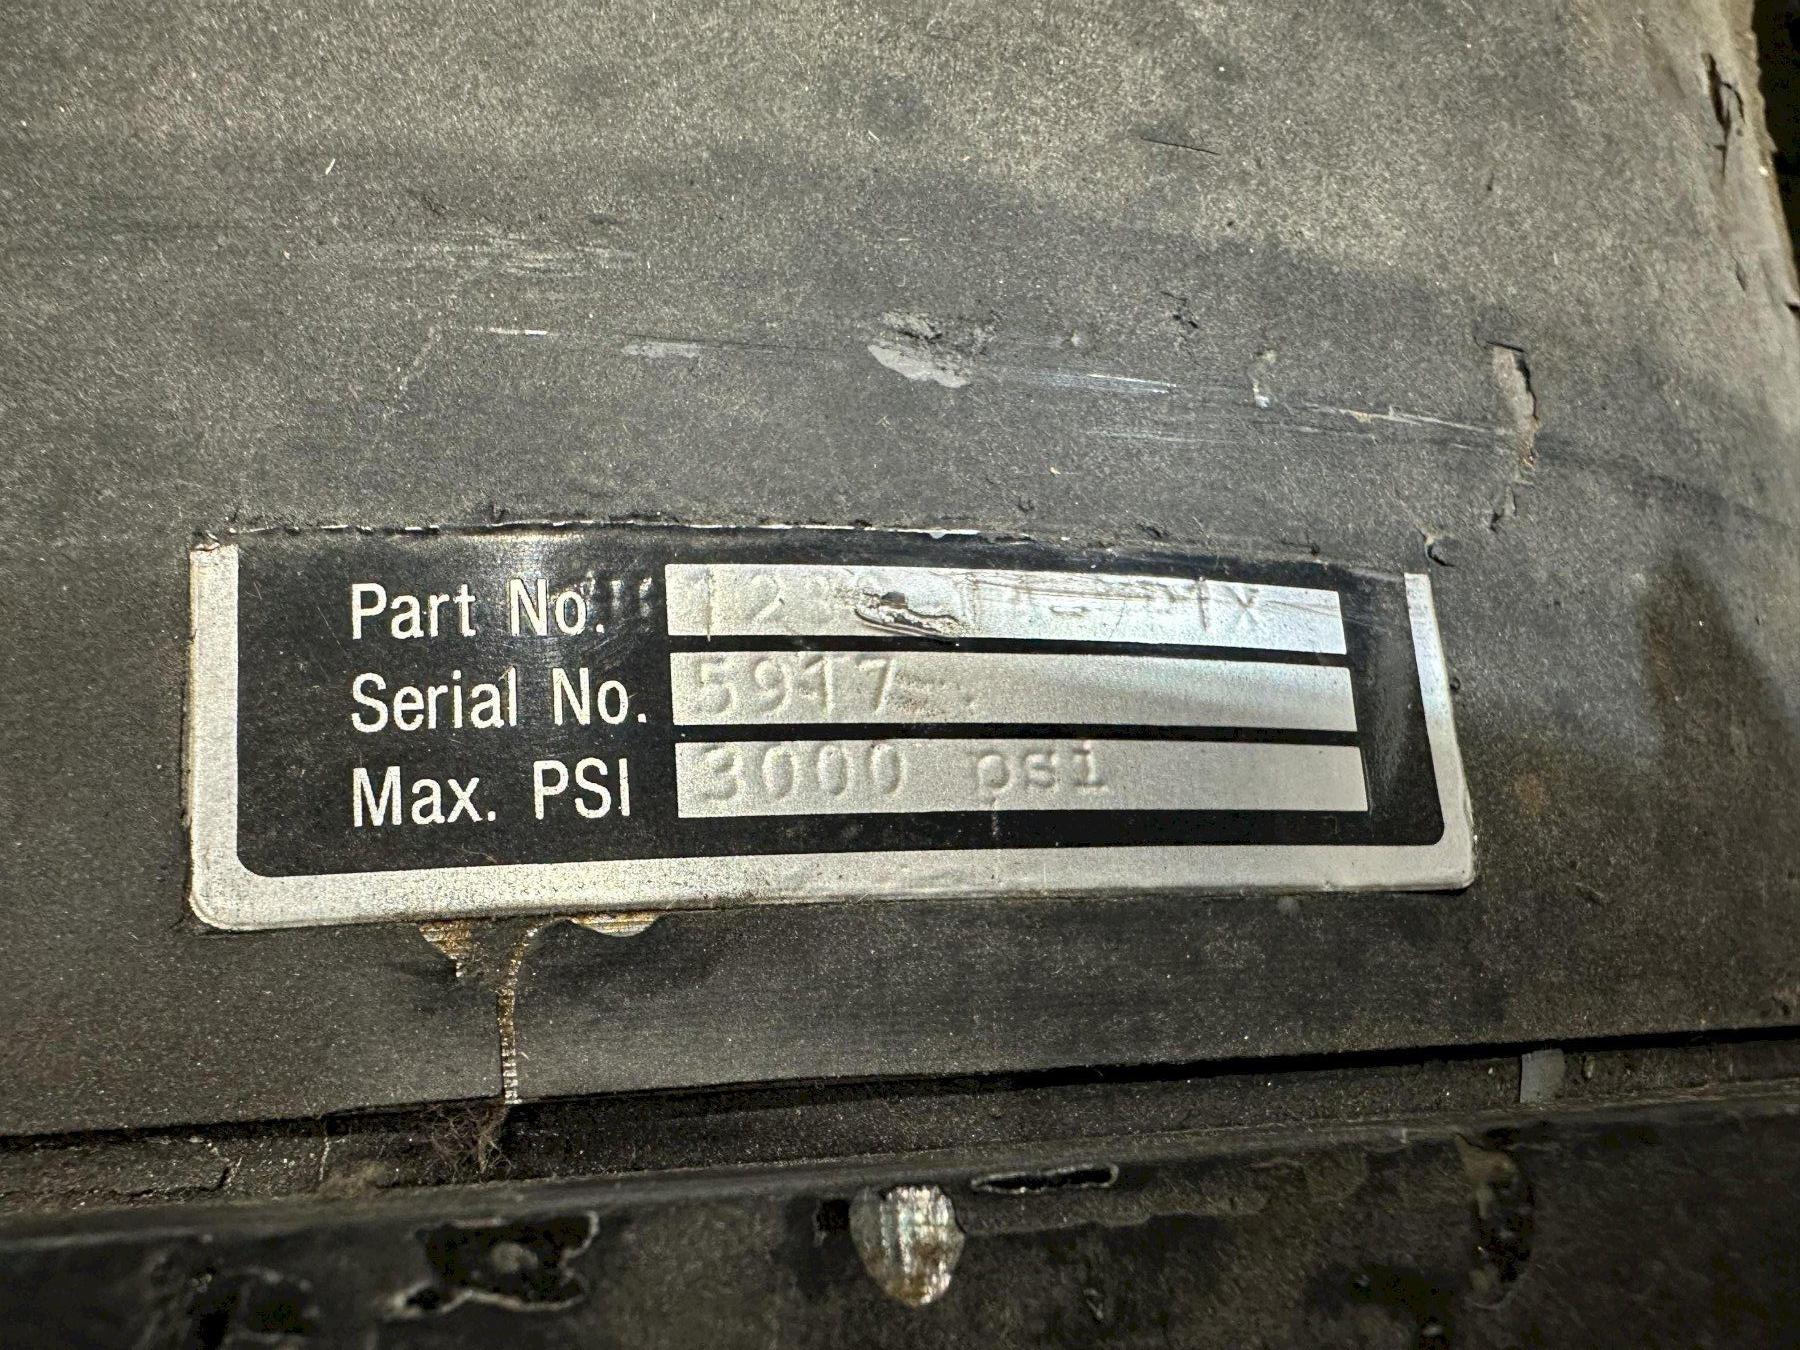 Part No.
Serial No. 5917
Max. PSI 3000 psi